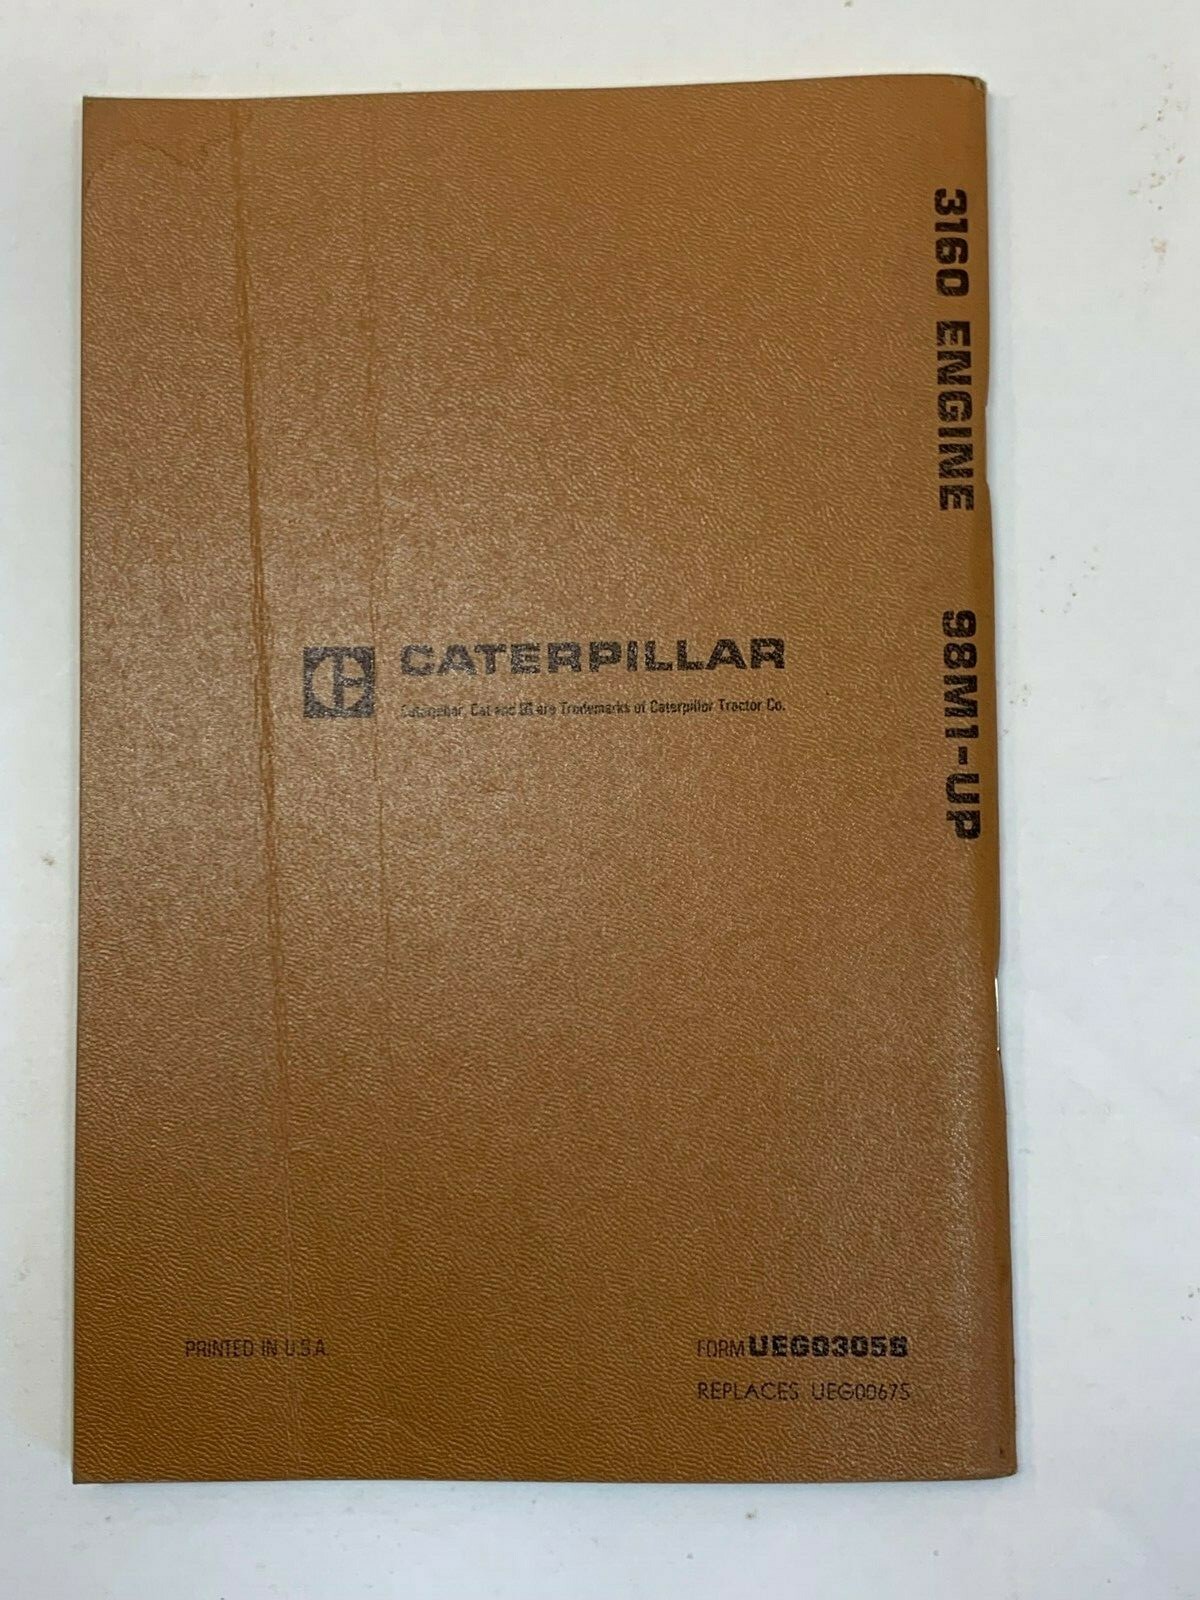 3160 ENGINE 98M1-UP
CATERPILLAR
Caterpillar, Cat and are Trademarks of Caterpillar Tractor Co.
PRINTED IN U.S.A.
FORM UEG0305S
REPLACES UEG00675